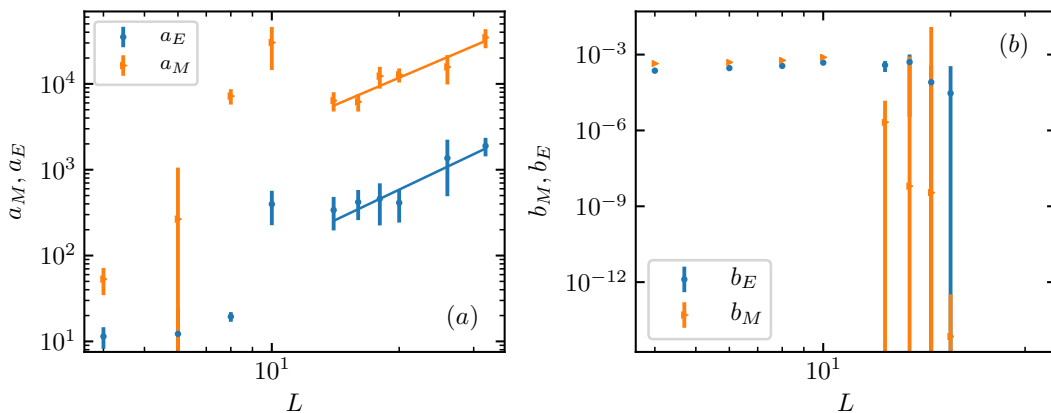 a_M, a_E
10^4
10^3
10^2
10^1
a_E
a_M
(a)
10^1
L
b_M, b_E
10^{-3}
10^{-6}
10^{-9}
10^{-12}
(b)
b_E
b_M
10^1
L